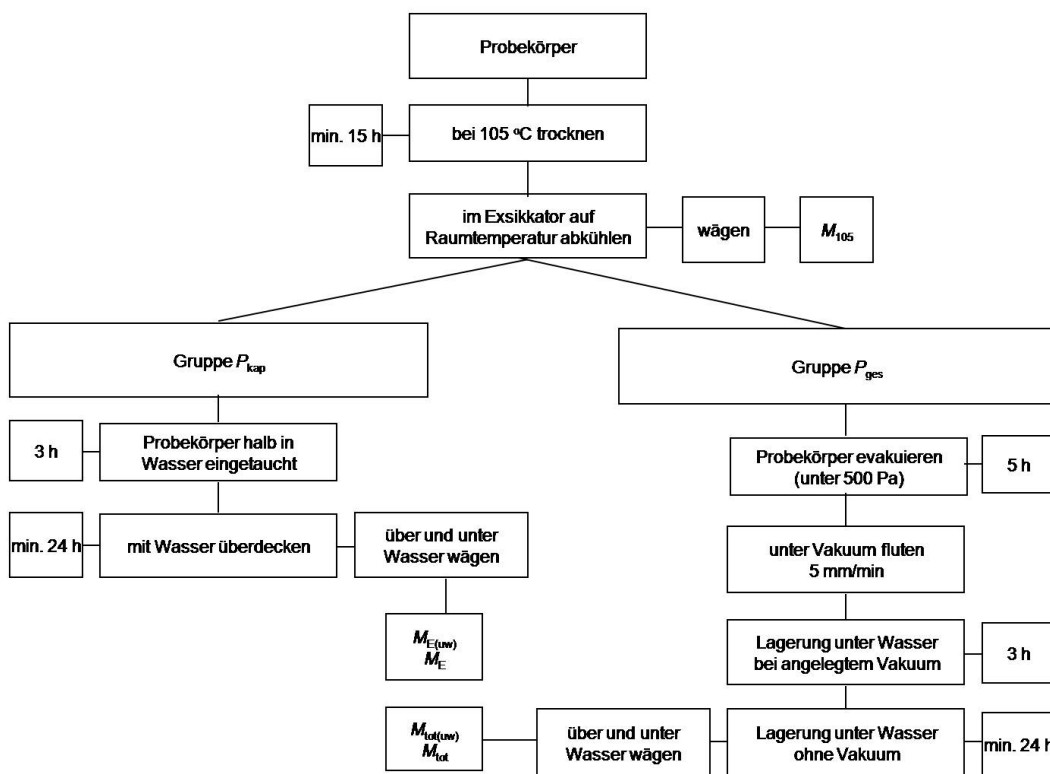 Probekörper
min. 15 h
bei 105 °C trocknen
im Exsikkator auf
Raumtemperatur abkühlen
wägen
M105
Gruppe Pkap
Gruppe Pges
3 h
Probekörper halb in
Wasser eingetaucht
Probekörper evakuieren
(unter 500 Pa)
5 h
min. 24 h
mit Wasser überdecken
über und unter
Wasser wägen
unter Vakuum fluten
5 mm/min
ME(uw)
ME
Lagerung unter Wasser
bei angelegtem Vakuum
3 h
Mtot(uw)
Mtot
über und unter
Wasser wägen
Lagerung unter Wasser
ohne Vakuum
min. 24 h